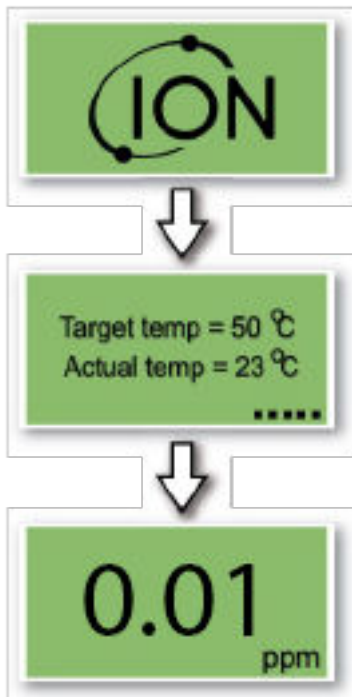 ION
Target temp = 50 °C
Actual temp = 23 °C
0.01
ppm